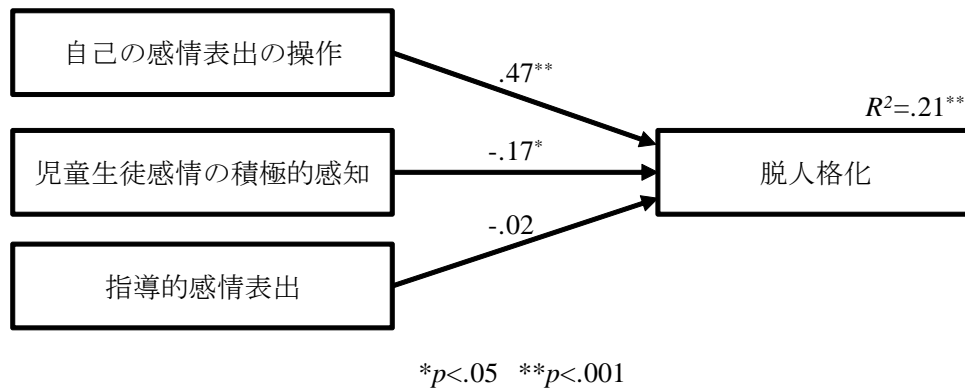 自己の感情表出の操作
.47**
R²=.21**
児童生徒感情の積極的感知
-.17*
脱人格化
-.02
指導的感情表出
*p<.05 **p<.001